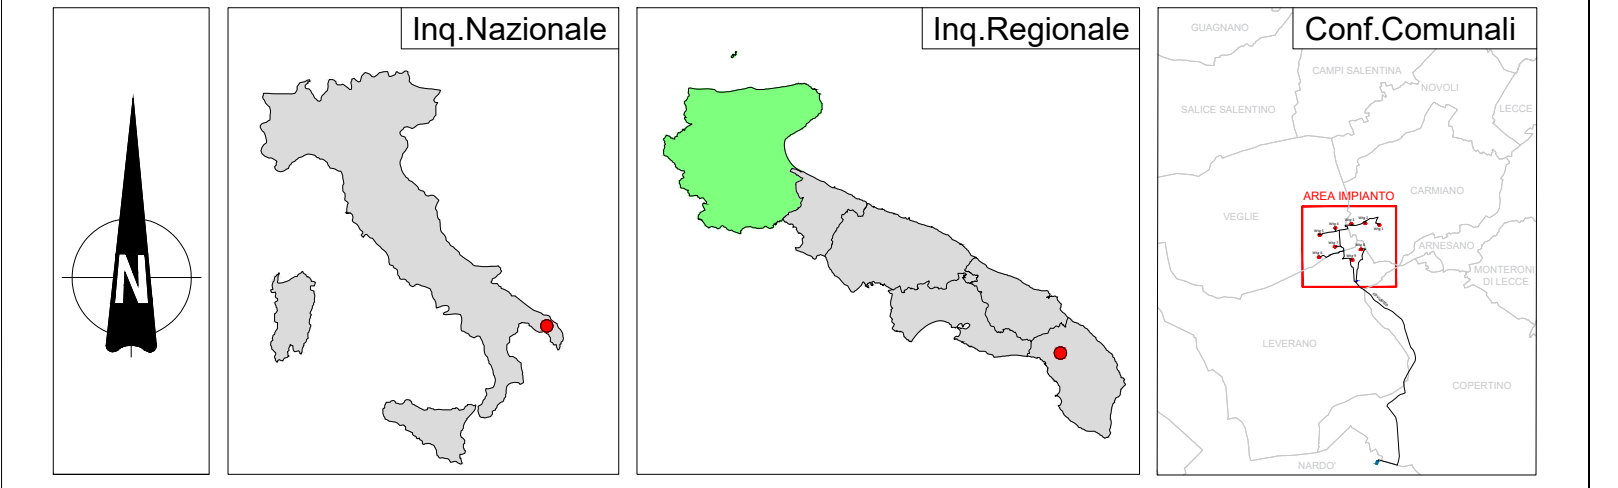 N
Inq.Nazionale
Inq.Regionale
Conf.Comunali
GUAGNANO
CAMPI SALENTINA
NOVOLI
SALICE SALENTINO
LECCE
AREA IMPIANTO
CARMIANO
VEGLIE
ARNESANO
MONTERONI
DI LECCE
LEVERANO
COPERTINO
NARDO'